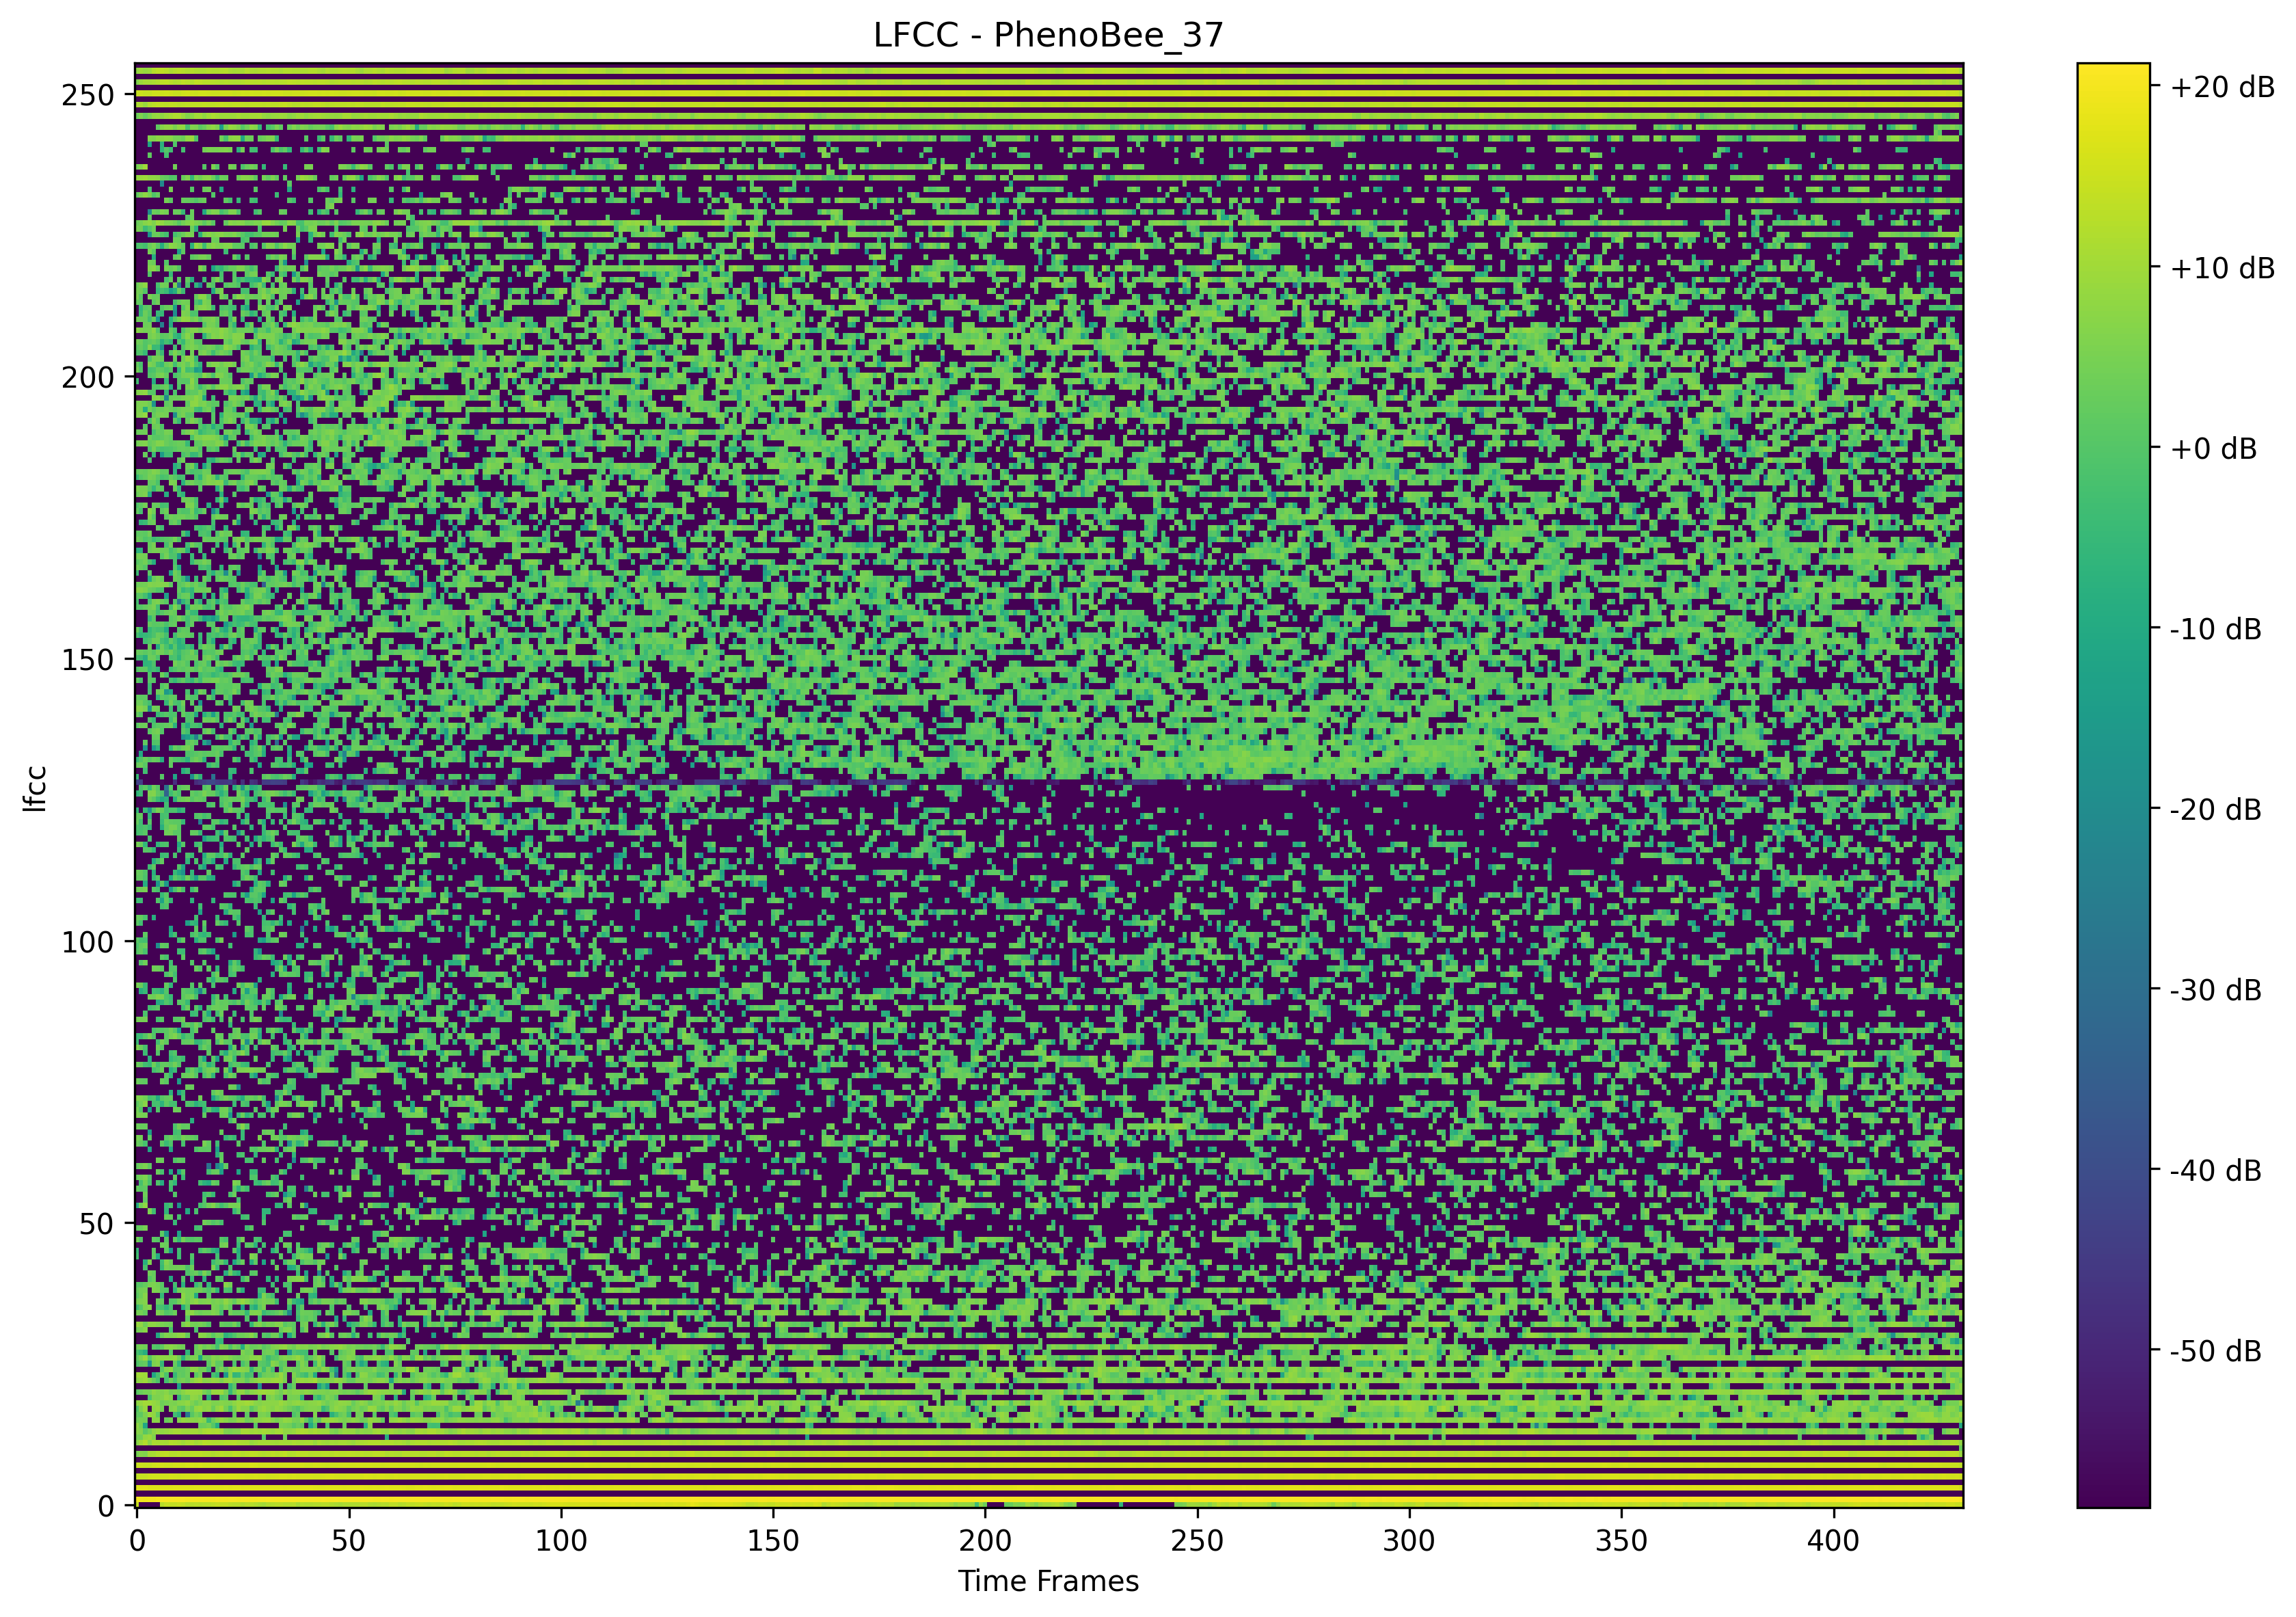 LFCC - PhenoBee_37
250
200
150
100
50
0
lfcc
0 50 100 150 200 250 300 350 400
Time Frames
+20 dB
+10 dB
+0 dB
-10 dB
-20 dB
-30 dB
-40 dB
-50 dB